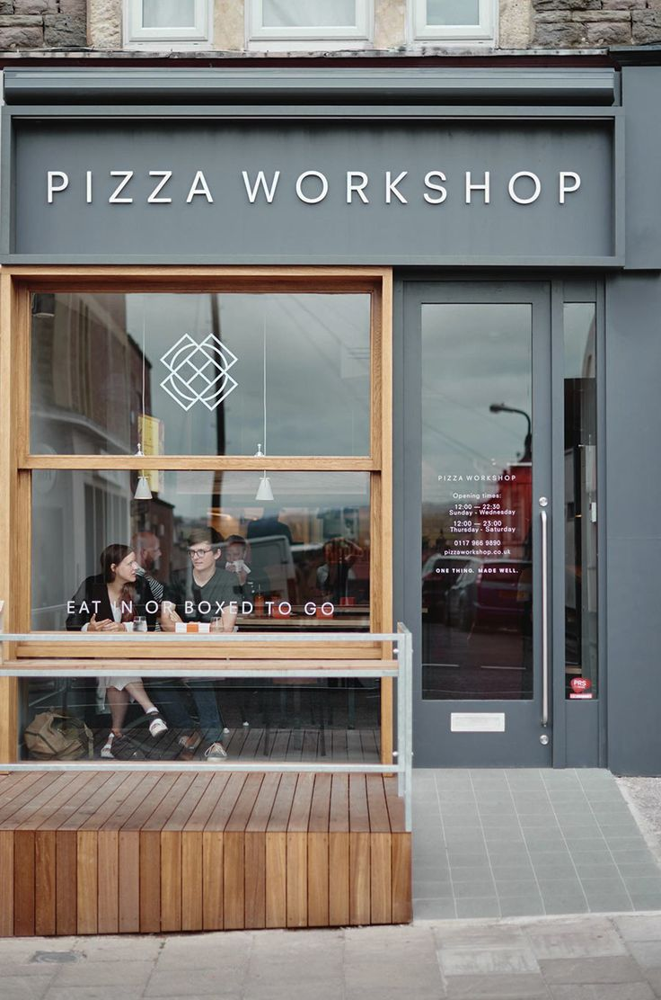 PIZZA WORKSHOP
EAT IN OR BOXED TO GO
PIZZA WORKSHOP
Opening times:
12:00 — 22:30
Sunday - Wednesday
12:00 — 23:00
Thursday - Saturday
0117 966 9890
pizzaworkshop.co.uk
ONE THING. MADE WELL.
PRS